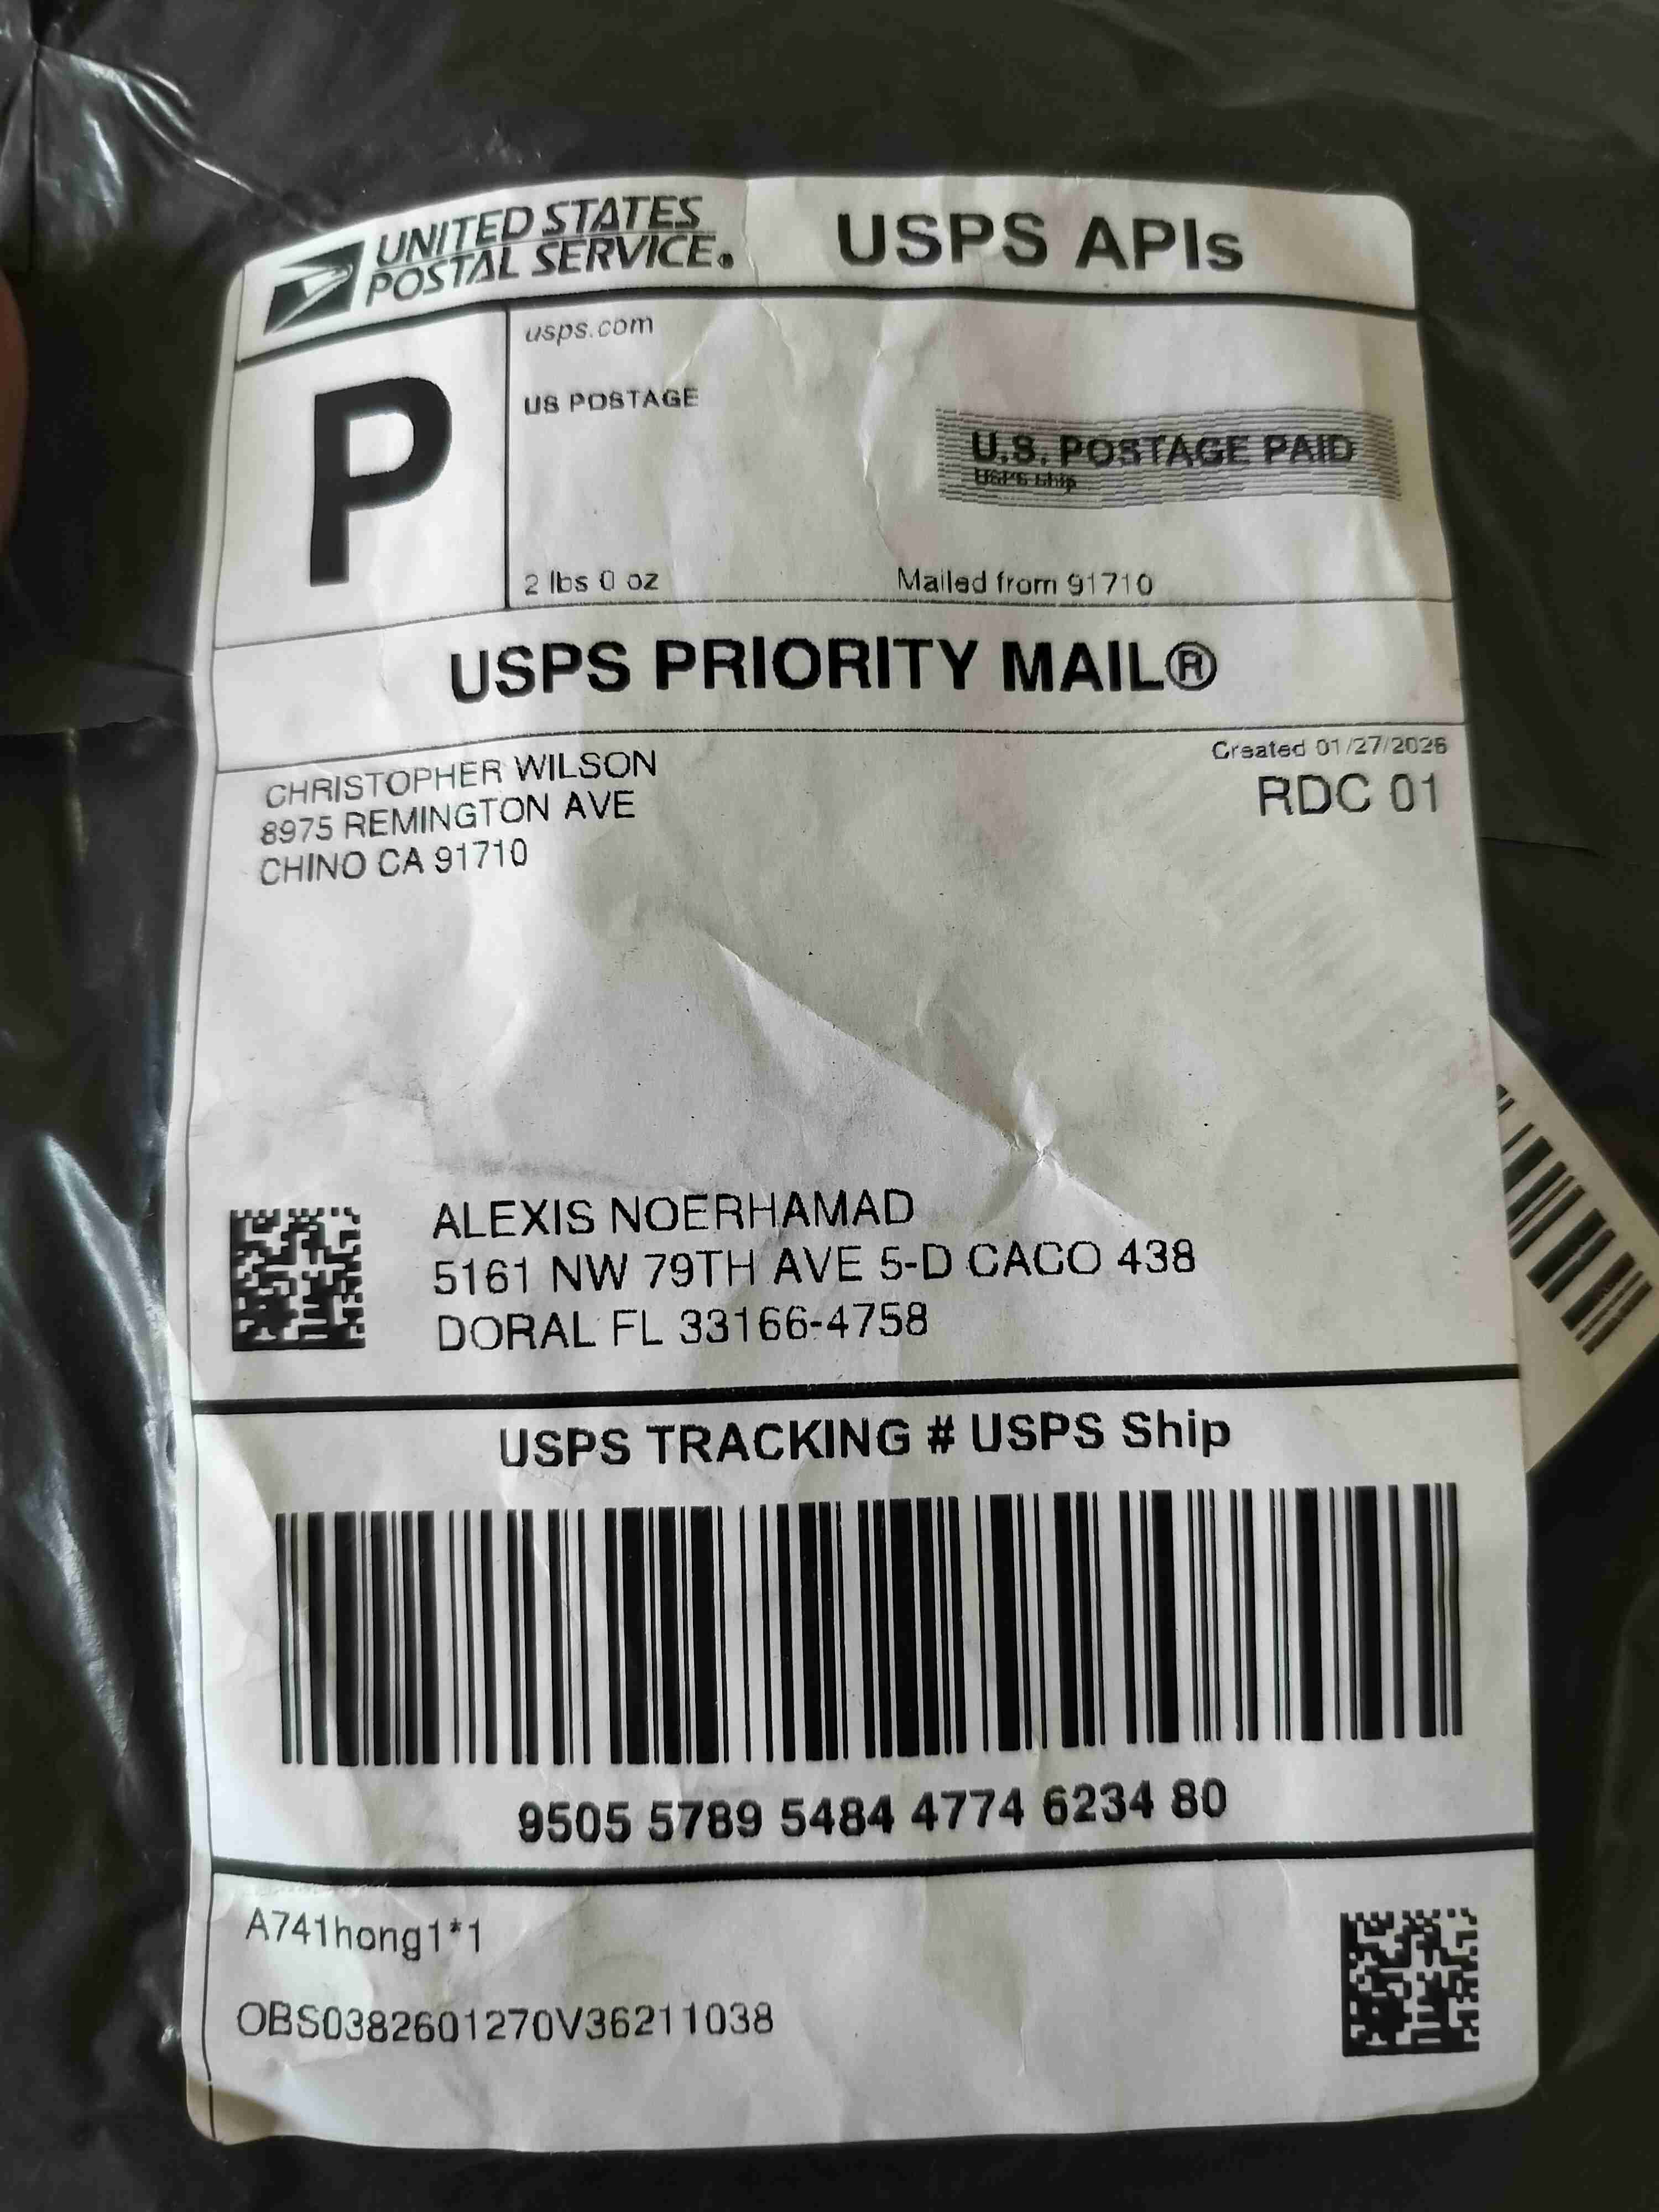 UNITED STATES
POSTAL SERVICE.
USPS APIs
P
usps.com
US POSTAGE
U.S. POSTAGE PAID
USPS Ship
2 lbs 0 oz
Mailed from 91710
USPS PRIORITY MAIL®
CHRISTOPHER WILSON
8975 REMINGTON AVE
CHINO CA 91710
Created 01/27/2026
RDC 01
ALEXIS NOERHAMAD
5161 NW 79TH AVE 5-D CACO 438
DORAL FL 33166-4758
USPS TRACKING # USPS Ship
9505 5789 5484 4774 6234 80
A741hong1*1
OBS0382601270V36211038